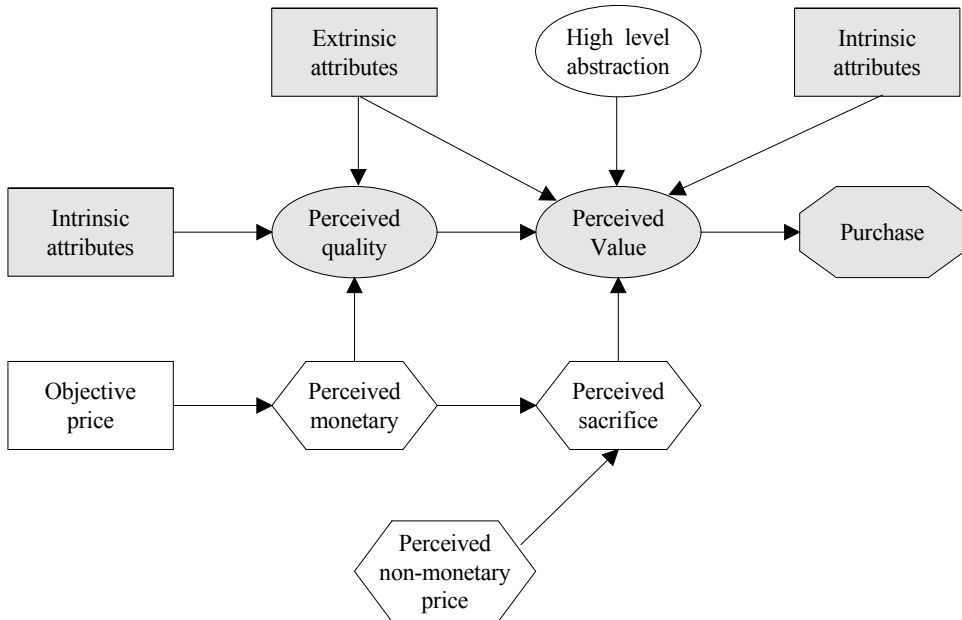 Extrinsic
attributes
High level
abstraction
Intrinsic
attributes
Intrinsic
attributes
Perceived
quality
Perceived
Value
Purchase
Objective
price
Perceived
monetary
Perceived
sacrifice
Perceived
non-monetary
price